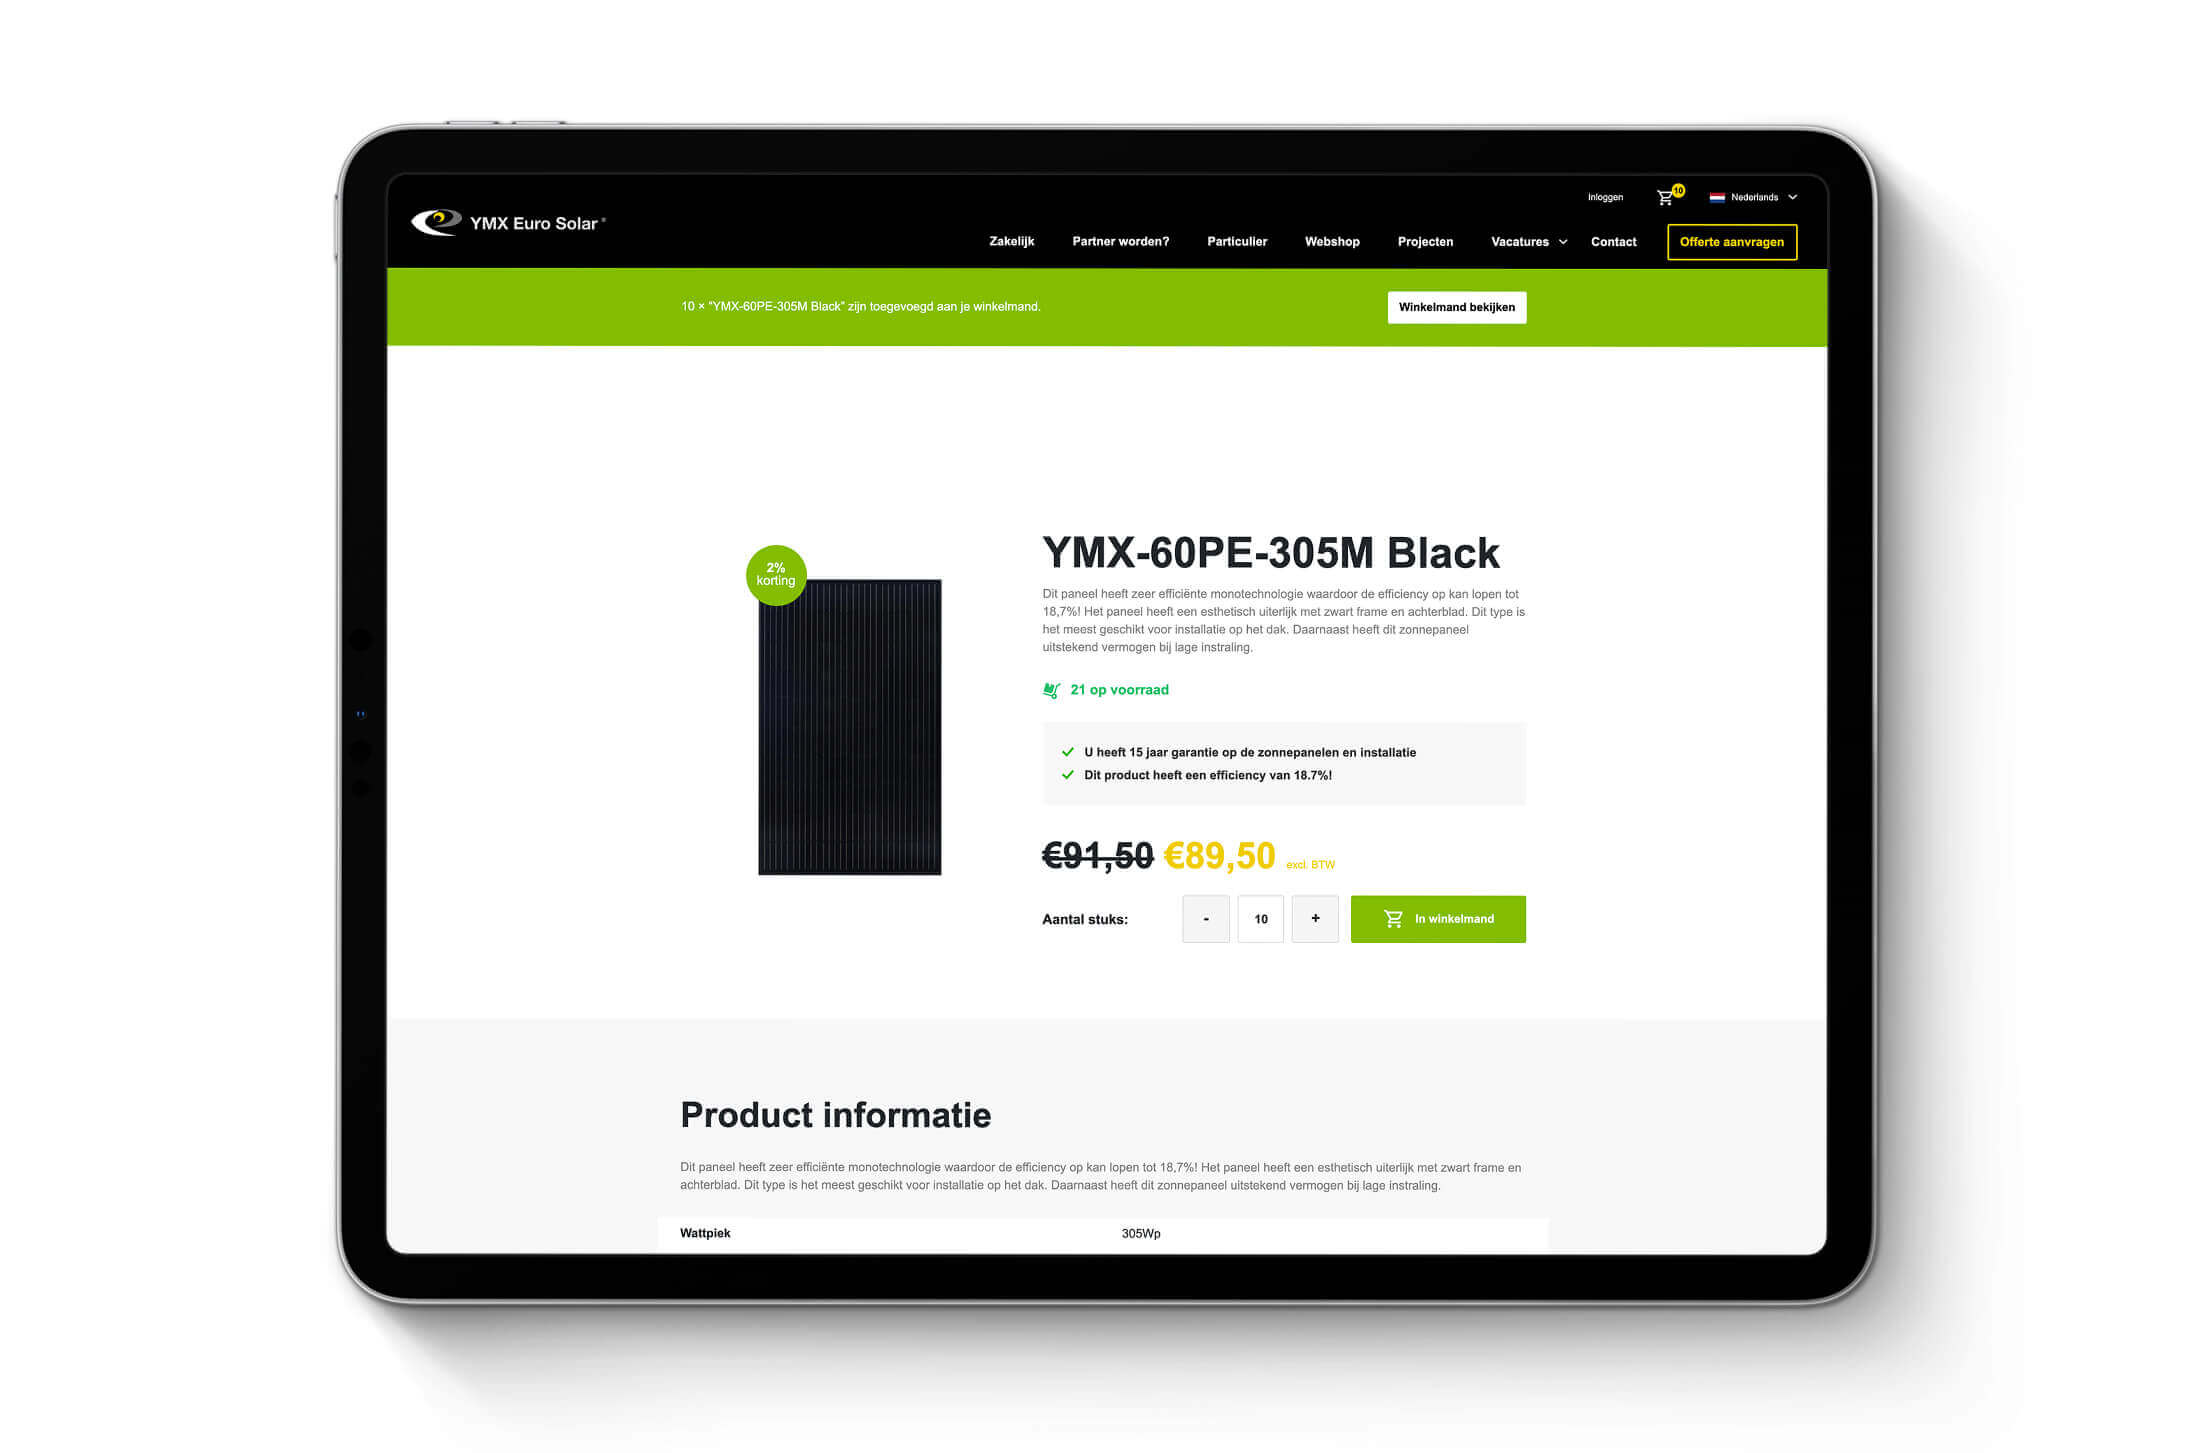 Inloggen
10
Nederlands
YMX Euro Solar®
Zakelijk
Partner worden?
Particulier
Webshop
Projecten
Vacatures
Contact
Offerte aanvragen
10 × "YMX-60PE-305M Black" zijn toegevoegd aan je winkelmand.
Winkelmand bekijken
2%
korting
YMX-60PE-305M Black
Dit paneel heeft zeer efficiënte monotechnologie waardoor de efficiency op kan lopen tot
18,7%! Het paneel heeft een esthetisch uiterlijk met zwart frame en achterblad. Dit type is
het meest geschikt voor installatie op het dak. Daarnaast heeft dit zonnepaneel
uitstekend vermogen bij lage instraling.
21 op voorraad
U heeft 15 jaar garantie op de zonnepanelen en installatie
Dit product heeft een efficiency van 18.7%!
€91,50 €89,50 excl. BTW
Aantal stuks:
-
10
+
In winkelmand
Product informatie
Dit paneel heeft zeer efficiënte monotechnologie waardoor de efficiency op kan lopen tot 18,7%! Het paneel heeft een esthetisch uiterlijk met zwart frame en
achterblad. Dit type is het meest geschikt voor installatie op het dak. Daarnaast heeft dit zonnepaneel uitstekend vermogen bij lage instraling.
Wattpiek 305Wp